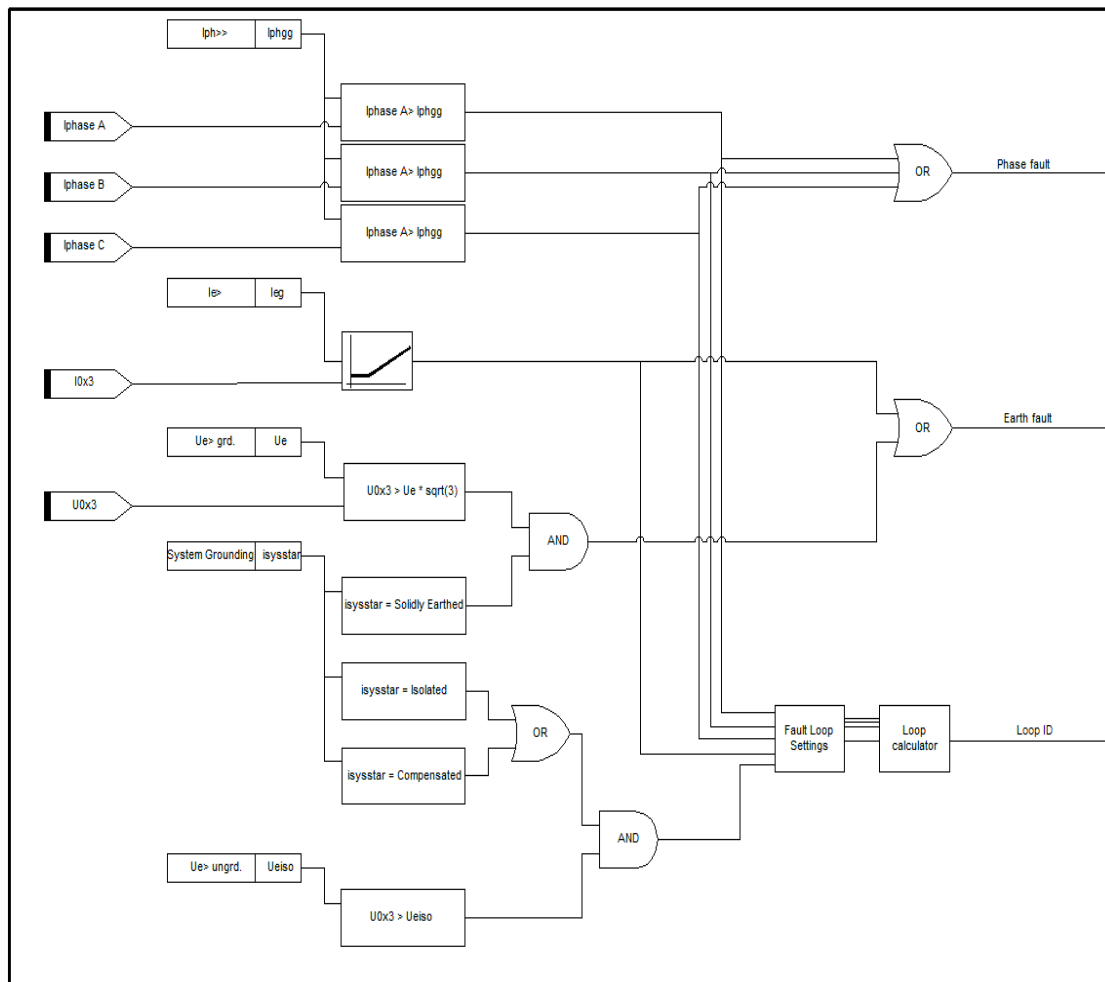 Iph>> Iphgg
Iphase A
Iphase A> Iphgg
Iphase B
Iphase A> Iphgg
OR
Phase fault
Iphase C
Iphase A> Iphgg
Ie> Ieg
I0x3
OR
Earth fault
Ue> grd. Ue
U0x3
U0x3 > Ue * sqrt(3)
AND
System Grounding isysstar
isysstar = Solidly Earthed
isysstar = Isolated
OR
isysstar = Compensated
Fault Loop
Settings
Loop
calculator
Loop ID
AND
Ue> ungrd. Ueiso
U0x3 > Ueiso